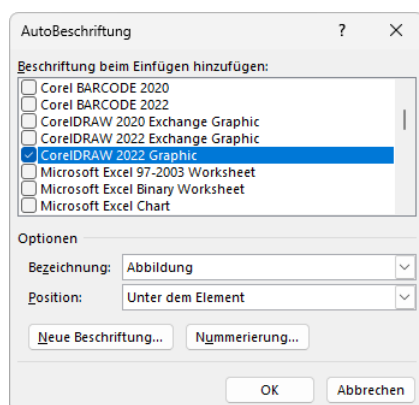 AutoBeschriftung
Beschriftung beim Einfügen hinzufügen:
Corel BARCODE 2020
Corel BARCODE 2022
CorelDRAW 2020 Exchange Graphic
CorelDRAW 2022 Exchange Graphic
CorelDRAW 2022 Graphic
Microsoft Excel 97-2003 Worksheet
Microsoft Excel Binary Worksheet
Microsoft Excel Chart
Optionen
Bezeichnung: Abbildung
Position: Unter dem Element
Neue Beschriftung... Nummerierung...
OK Abbrechen